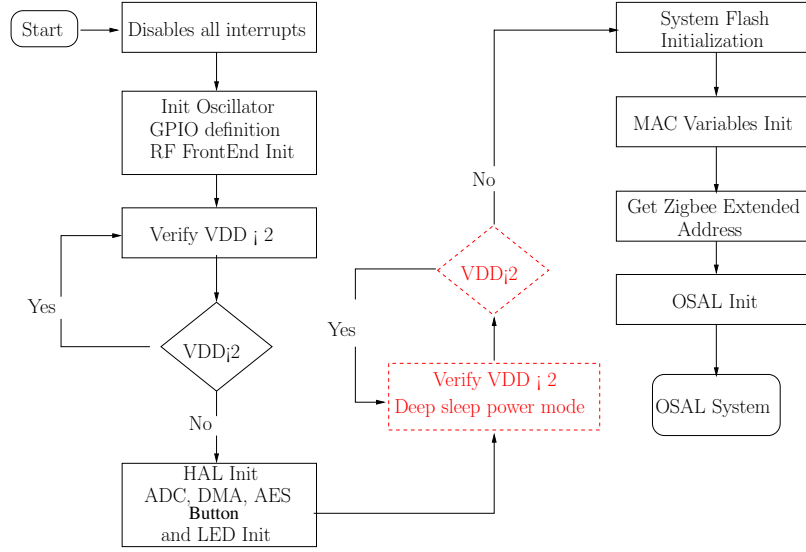 Start
Disables all interrupts
Init Oscillator
GPIO definition
RF FrontEnd Init
Verify VDD ¡ 2
Yes
VDD¡2
No
HAL Init
ADC, DMA, AES
Button
and LED Init
No
VDD¡2
Yes
Verify VDD ¡ 2
Deep sleep power mode
System Flash
Initialization
MAC Variables Init
Get Zigbee Extended
Address
OSAL Init
OSAL System